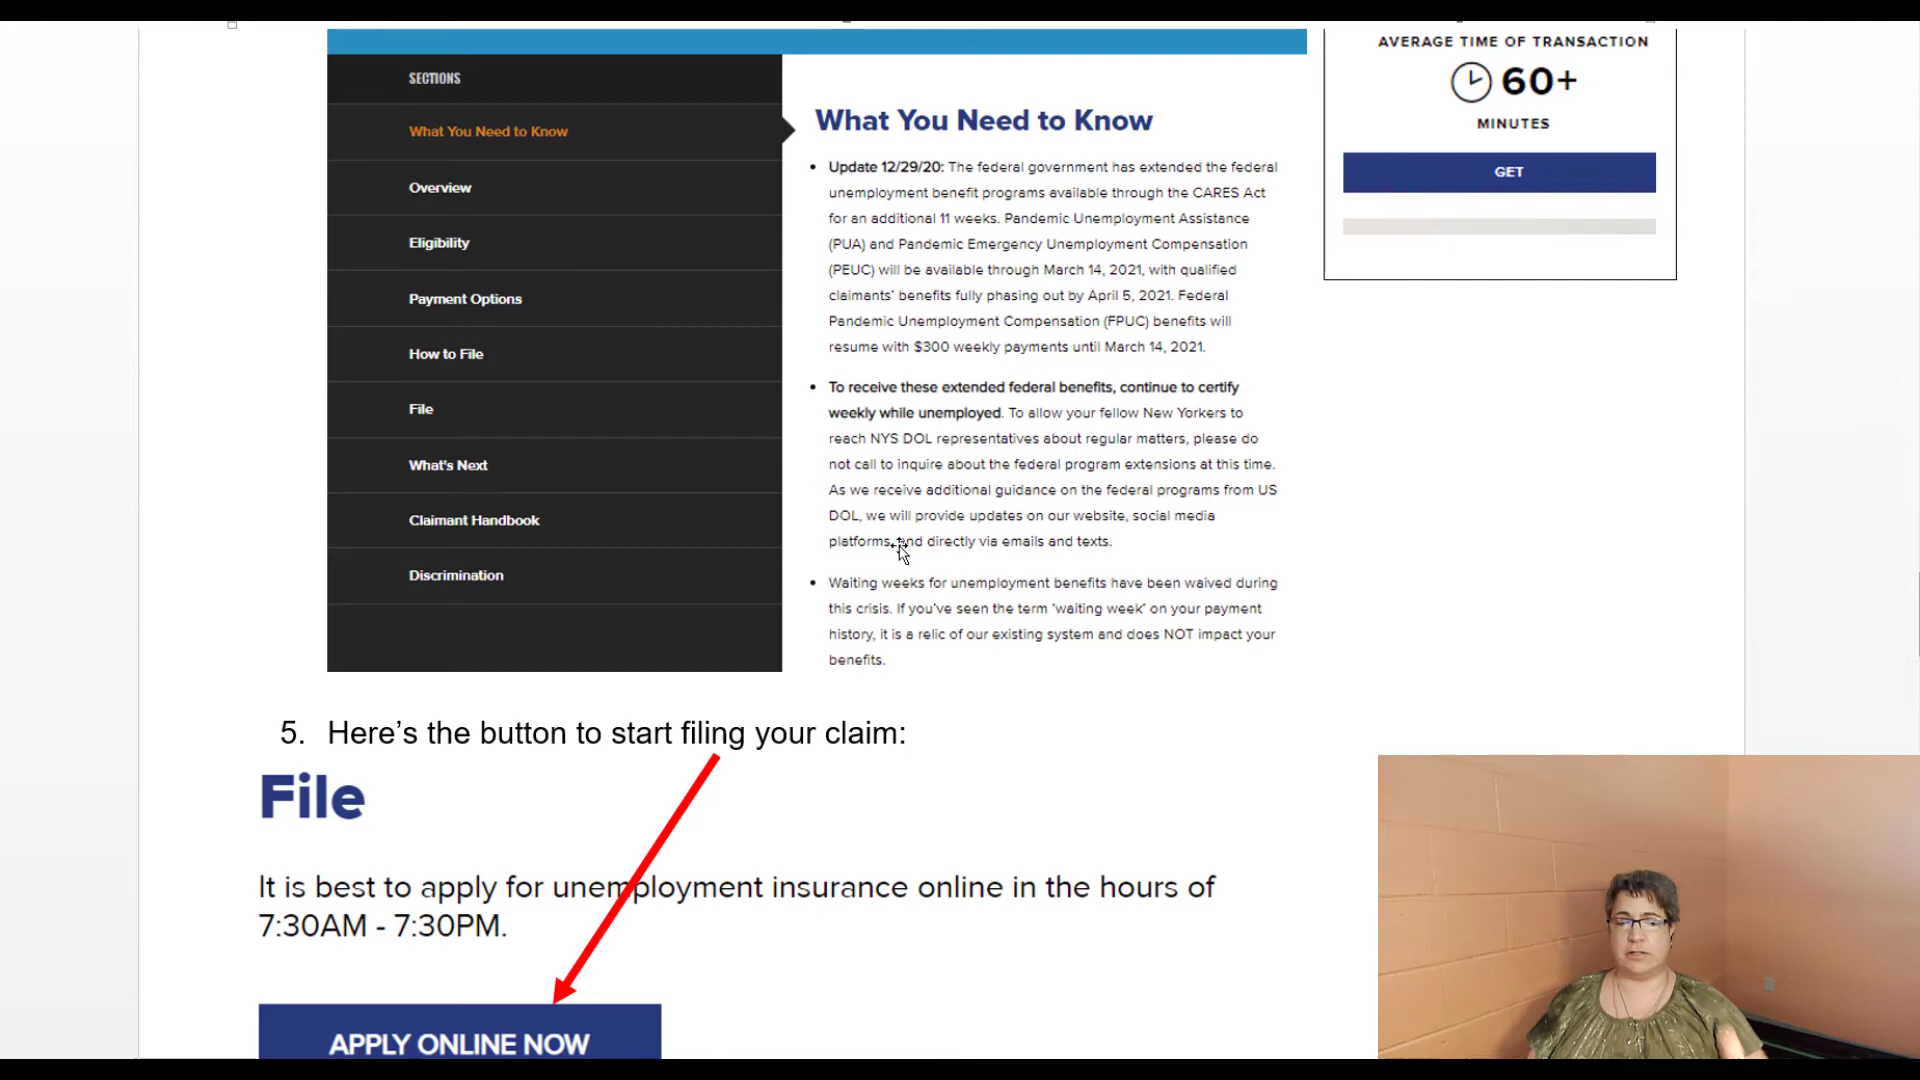 SECTIONS
What You Need to Know
Overview
Eligibility
Payment Options
How to File
File
What's Next
Claimant Handbook
Discrimination
What You Need to Know
• Update 12/29/20: The federal government has extended the federal
unemployment benefit programs available through the CARES Act
for an additional 11 weeks. Pandemic Unemployment Assistance
(PUA) and Pandemic Emergency Unemployment Compensation
(PEUC) will be available through March 14, 2021, with qualified
claimants' benefits fully phasing out by April 5, 2021. Federal
Pandemic Unemployment Compensation (FPUC) benefits will
resume with $300 weekly payments until March 14, 2021.
• To receive these extended federal benefits, continue to certify
weekly while unemployed. To allow your fellow New Yorkers to
reach NYS DOL representatives about regular matters, please do
not call to inquire about the federal program extensions at this time.
As we receive additional guidance on the federal programs from US
DOL, we will provide updates on our website, social media
platforms, and directly via emails and texts.
• Waiting weeks for unemployment benefits have been waived during
this crisis. If you've seen the term 'waiting week' on your payment
history, it is a relic of our existing system and does NOT impact your
benefits.
AVERAGE TIME OF TRANSACTION
60+
MINUTES
GET
5. Here's the button to start filing your claim:
File
It is best to apply for unemployment insurance online in the hours of
7:30AM - 7:30PM.
APPLY ONLINE NOW